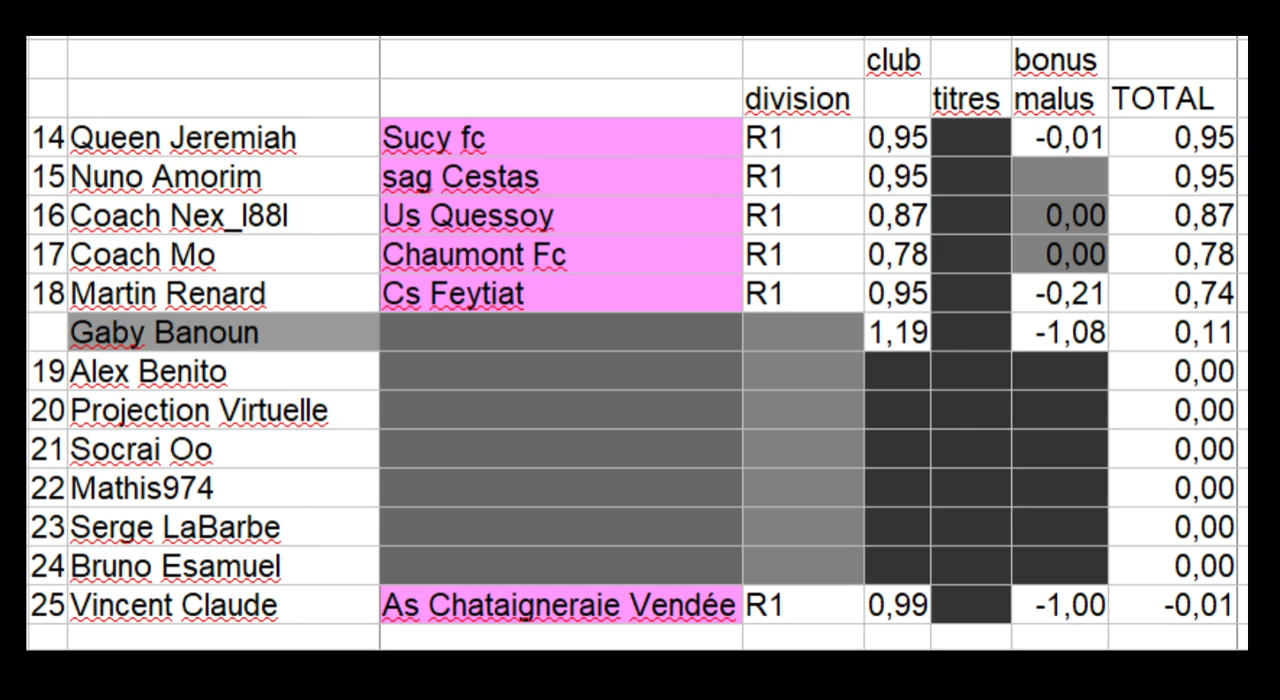 club bonus
division titres malus TOTAL
14 Queen Jeremiah Sucy fc R1 0,95 -0,01 0,95
15 Nuno Amorim sag Cestas R1 0,95 0,95
16 Coach Nex_l88l Us Quessoy R1 0,87 0,00 0,87
17 Coach Mo Chaumont Fc R1 0,78 0,00 0,78
18 Martin Renard Cs Feytiat R1 0,95 -0,21 0,74
Gaby Banoun 1,19 -1,08 0,11
19 Alex Benito 0,00
20 Projection Virtuelle 0,00
21 Socrai Oo 0,00
22 Mathis974 0,00
23 Serge LaBarbe 0,00
24 Bruno Esamuel 0,00
25 Vincent Claude As Chataigneraie Vendée R1 0,99 -1,00 -0,01